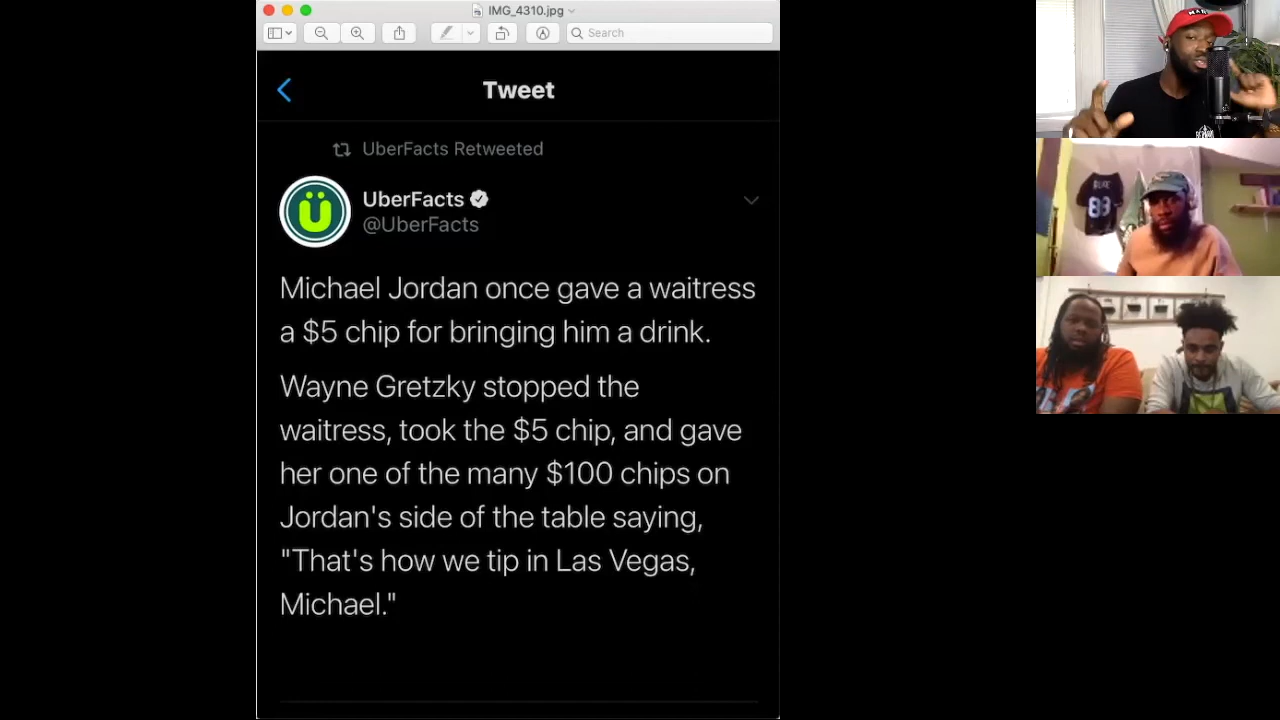 IMG_4310.jpg
Search
Tweet
UberFacts Retweeted
UberFacts
@UberFacts
Ü
Michael Jordan once gave a waitress
a $5 chip for bringing him a drink.
Wayne Gretzky stopped the
waitress, took the $5 chip, and gave
her one of the many $100 chips on
Jordan's side of the table saying,
"That's how we tip in Las Vegas,
Michael."
88